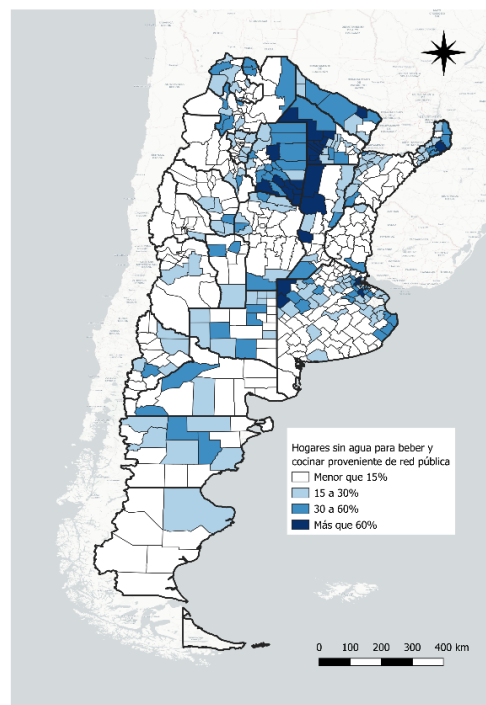 Hogares sin agua para beber y
cocinar proveniente de red pública
Menor que 15%
15 a 30%
30 a 60%
Más que 60%
0 100 200 300 400 km